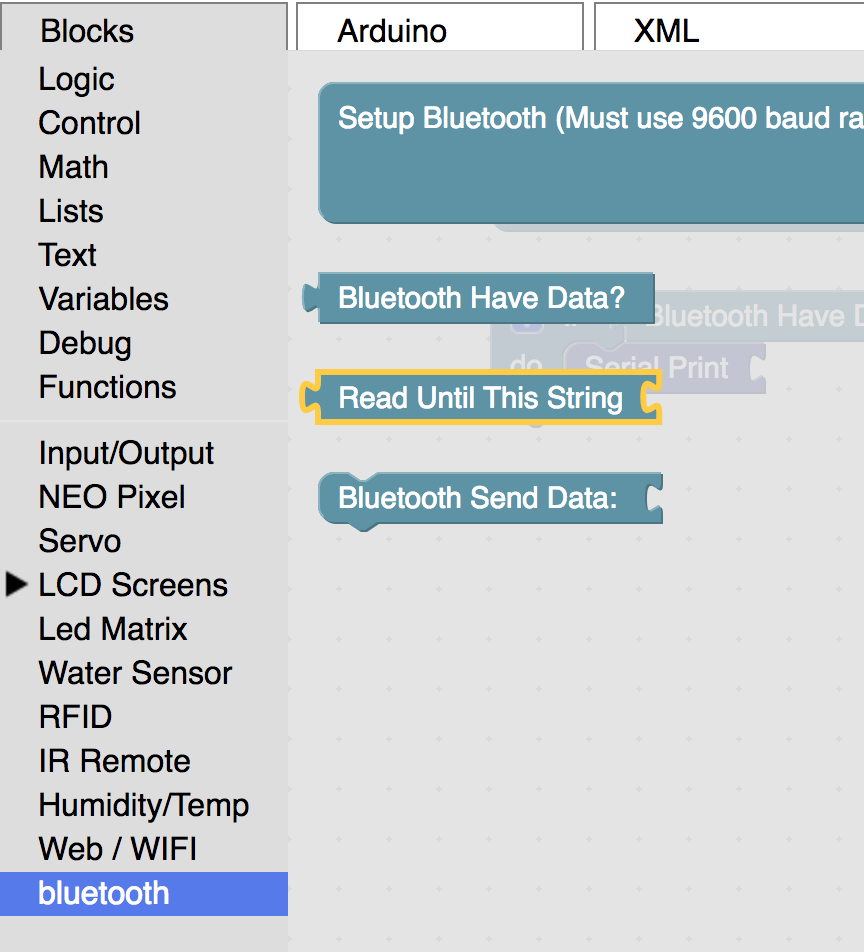 Blocks
Arduino
XML
Logic
Control
Math
Lists
Text
Variables
Debug
Functions
Input/Output
NEO Pixel
Servo
LCD Screens
Led Matrix
Water Sensor
RFID
IR Remote
Humidity/Temp
Web / WIFI
bluetooth
Setup Bluetooth (Must use 9600 baud ra
Bluetooth Have Data?
Bluetooth Have D
do
Serial Print
Read Until This String
Bluetooth Send Data: